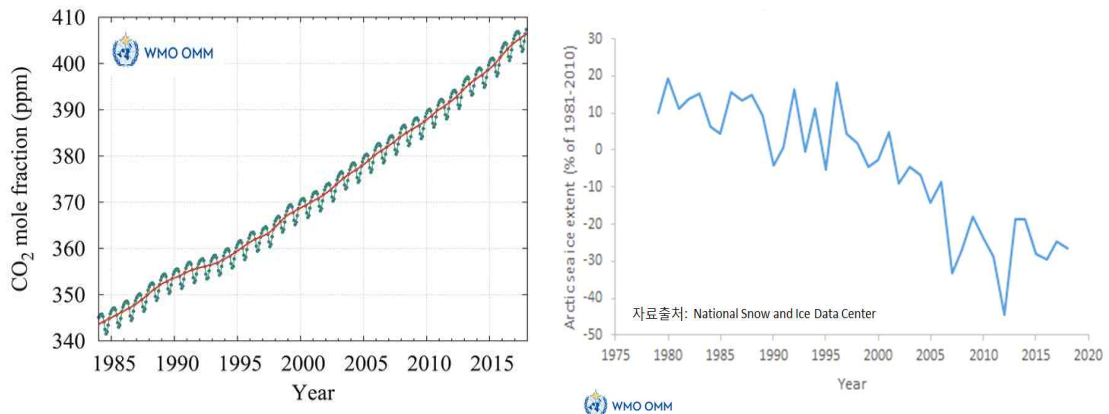 WMO OMM
CO2 mole fraction (ppm)
410
400
390
380
370
360
350
340
1985 1990 1995 2000 2005 2010 2015
Year
Arctic sea ice extent (% of 1981-2010)
30
20
10
0
-10
-20
-30
-40
-50
자료출처: National Snow and Ice Data Center
1975 1980 1985 1990 1995 2000 2005 2010 2015 2020
Year
WMO OMM